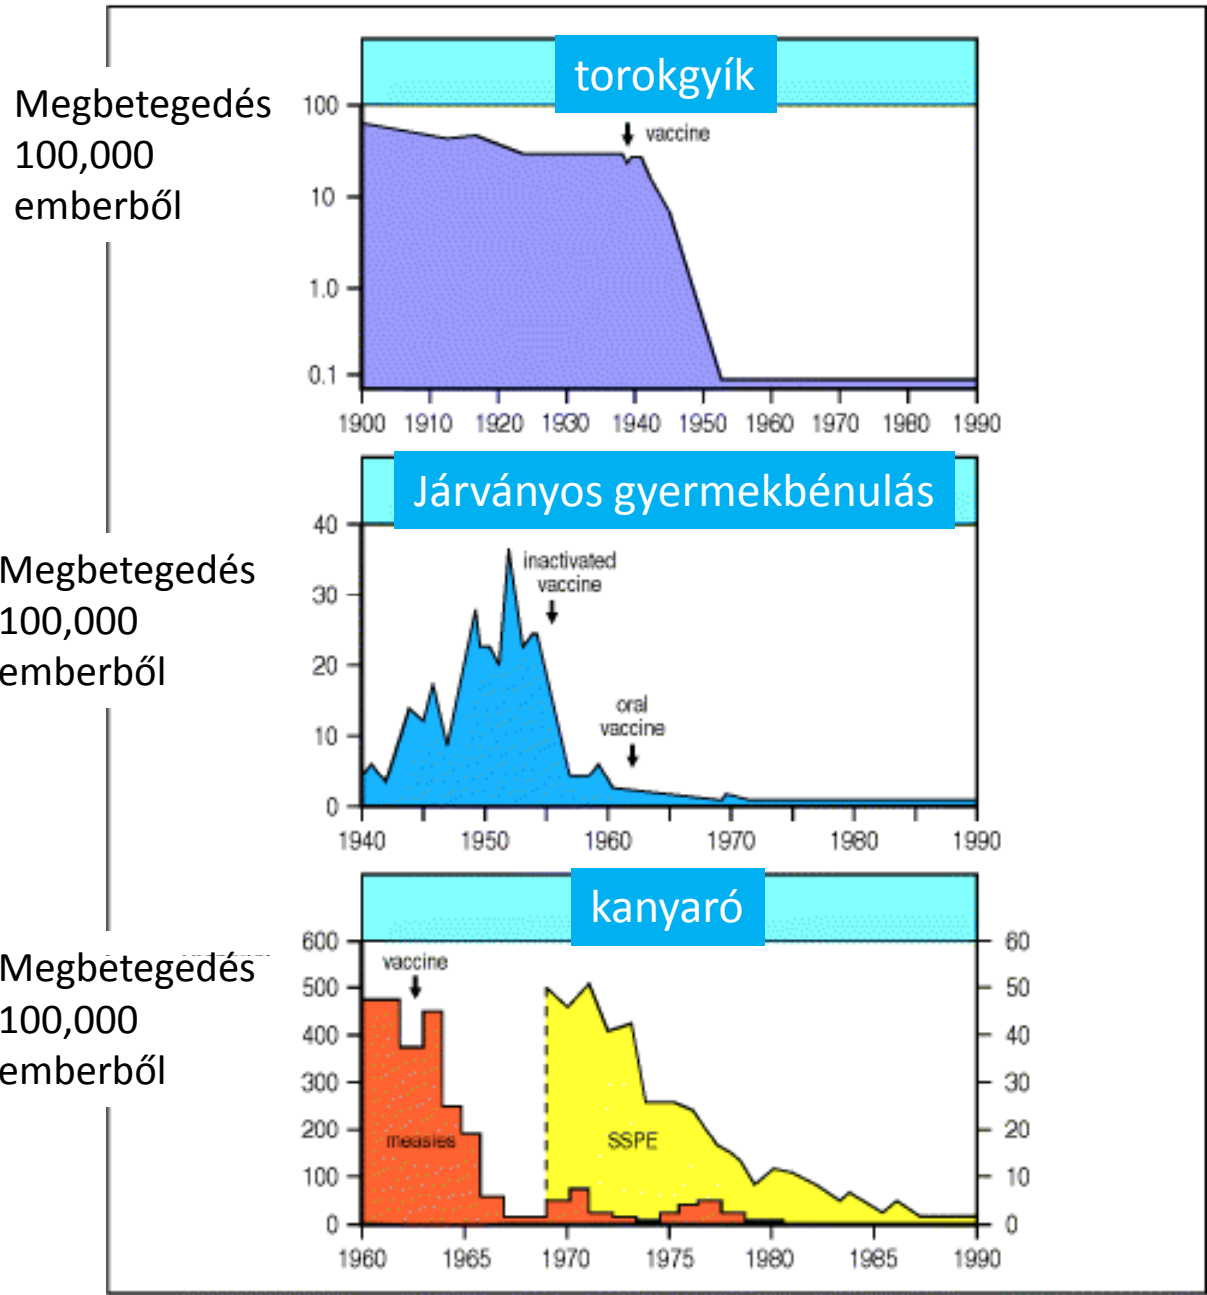 torokgyík
Megbetegedés
100,000
emberből
100
10
1.0
0.1
vaccine
1900 1910 1920 1930 1940 1950 1960 1970 1980 1990
Járványos gyermekbénulás
Megbetegedés
100,000
emberből
40
30
20
10
0
inactivated
vaccine
oral
vaccine
1940 1950 1960 1970 1980 1990
kanyaró
Megbetegedés
100,000
emberből
600
500
400
300
200
100
0
vaccine
measles
SSPE
60
50
40
30
20
10
0
1960 1965 1970 1975 1980 1985 1990